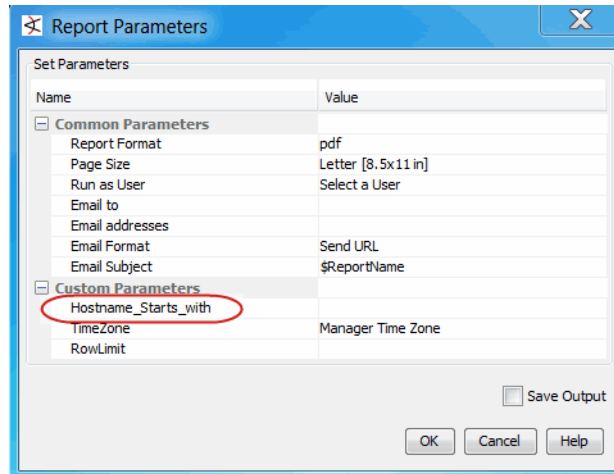 Report Parameters
Set Parameters
Name Value
Common Parameters
Report Format pdf
Page Size Letter [8.5x11 in]
Run as User Select a User
Email to
Email addresses
Email Format Send URL
Email Subject $ReportName
Custom Parameters
Hostname_Starts_with
TimeZone Manager Time Zone
RowLimit
Save Output
OK Cancel Help